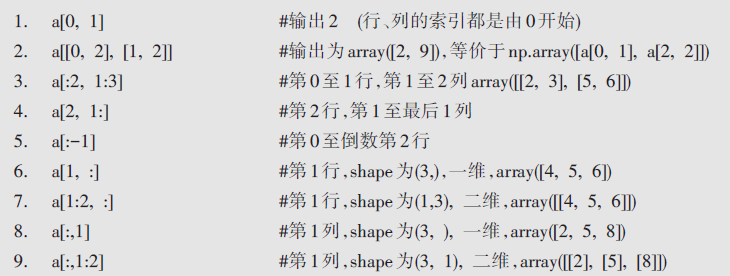 1. a[0, 1] #输出2 (行、列的索引都是由0开始)
2. a[[0, 2], [1, 2]] #输出为array([2, 9]),等价于np.array([a[0, 1], a[2, 2]])
3. a[:2, 1:3] #第0至1行,第1至2列array([[2, 3], [5, 6]])
4. a[2, 1:] #第2行,第1至最后1列
5. a[:-1] #第0至倒数第2行
6. a[1, :] #第1行,shape为(3,),一维,array([4, 5, 6])
7. a[1:2, :] #第1行,shape为(1,3), 二维,array([[4, 5, 6]])
8. a[:,1] #第1列,shape为(3, ), 一维,array([2, 5, 8])
9. a[:,1:2] #第1列,shape为(3, 1), 二维,array([[2], [5], [8]])